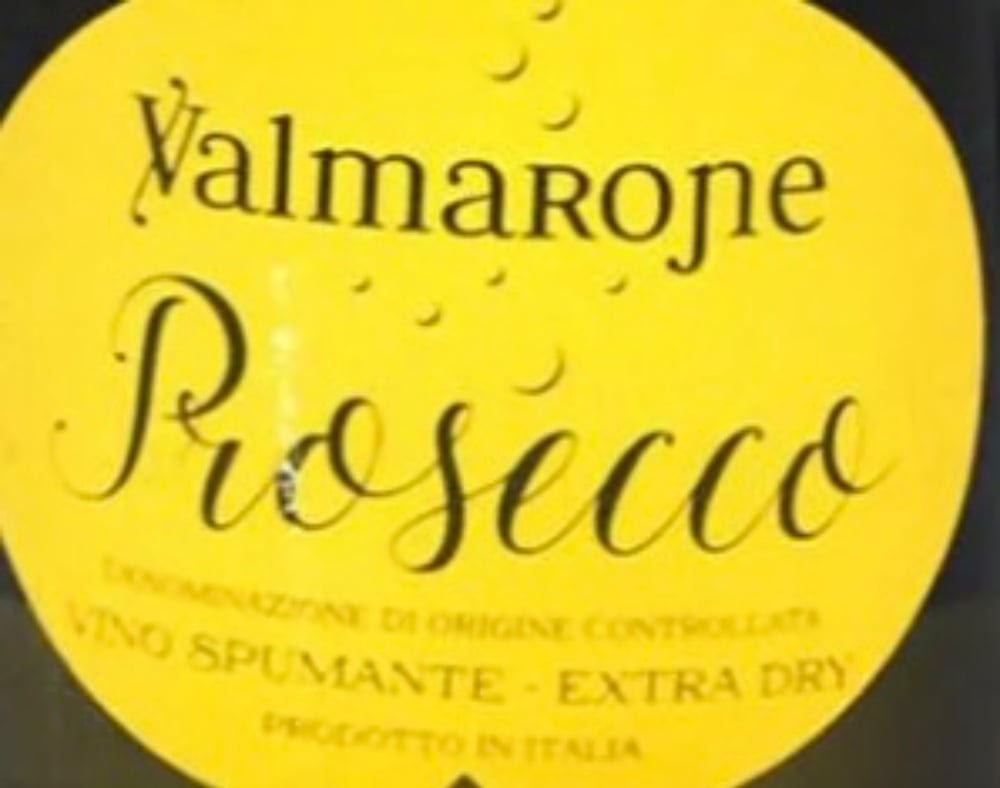 Valmarone
Prosecco
DENOMINAZIONE DI ORIGINE CONTROLLATA
VINO SPUMANTE - EXTRA DRY
PRODOTTO IN ITALIA